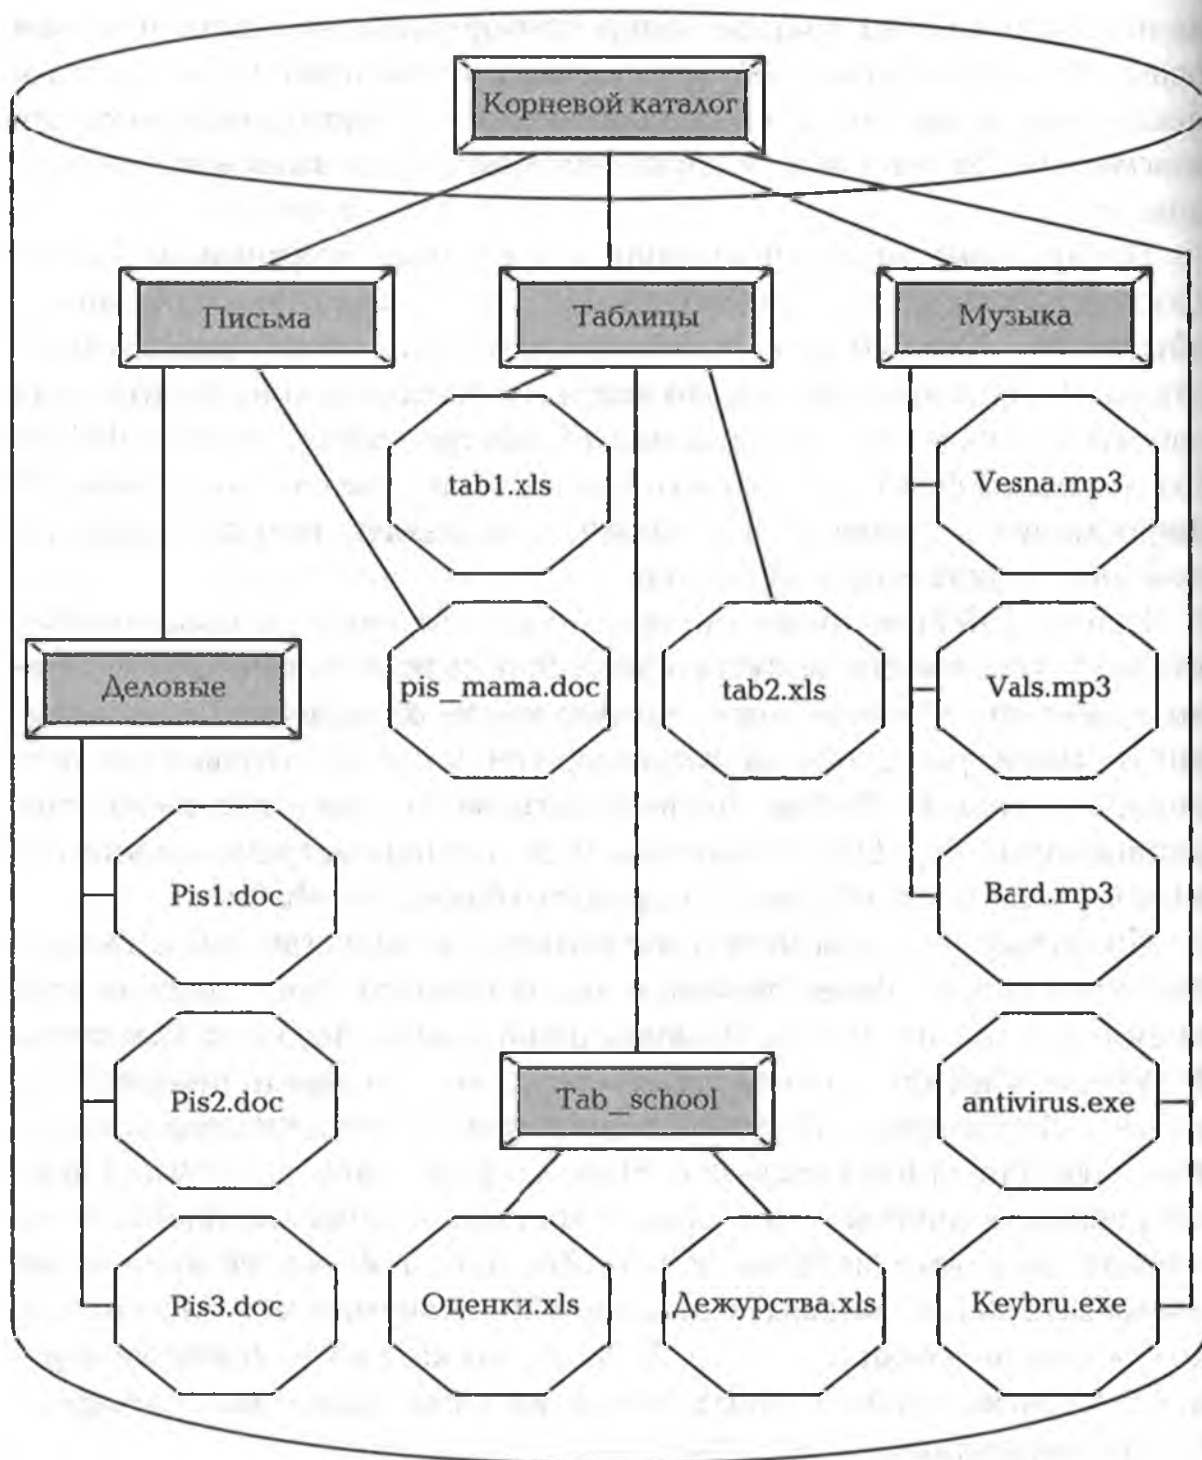 Корневой каталог
Письма
Таблицы
Музыка
tab1.xls
Vesna.mp3
Деловые
pis_mama.doc
tab2.xls
Vals.mp3
Pis1.doc
Bard.mp3
Pis2.doc
Tab_school
antivirus.exe
Pis3.doc
Оценки.xls
Дежурства.xls
Keybru.exe